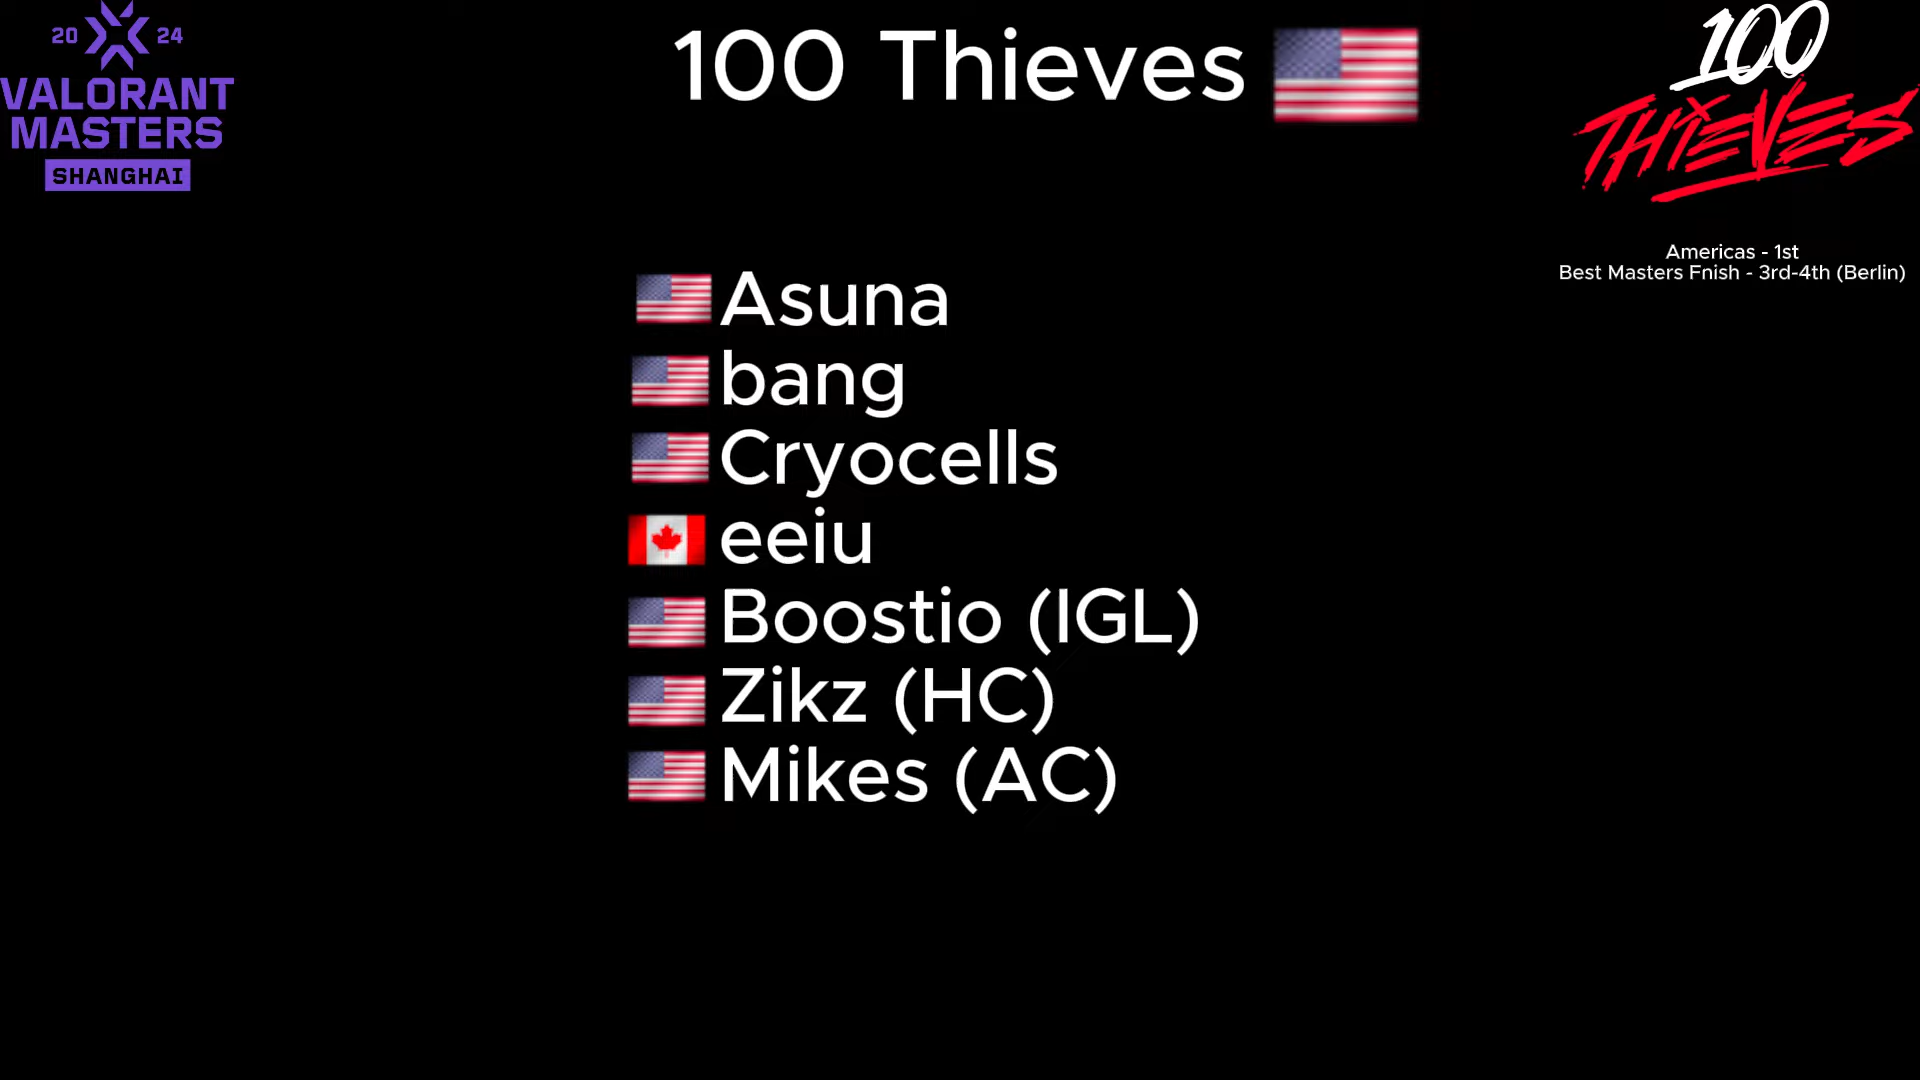 20 24
VALORANT
MASTERS
SHANGHAI
100 Thieves
100
THIEVES
Americas - 1st
Best Masters Fnish - 3rd-4th (Berlin)
Asuna
bang
Cryocells
eeiu
Boostio (IGL)
Zikz (HC)
Mikes (AC)